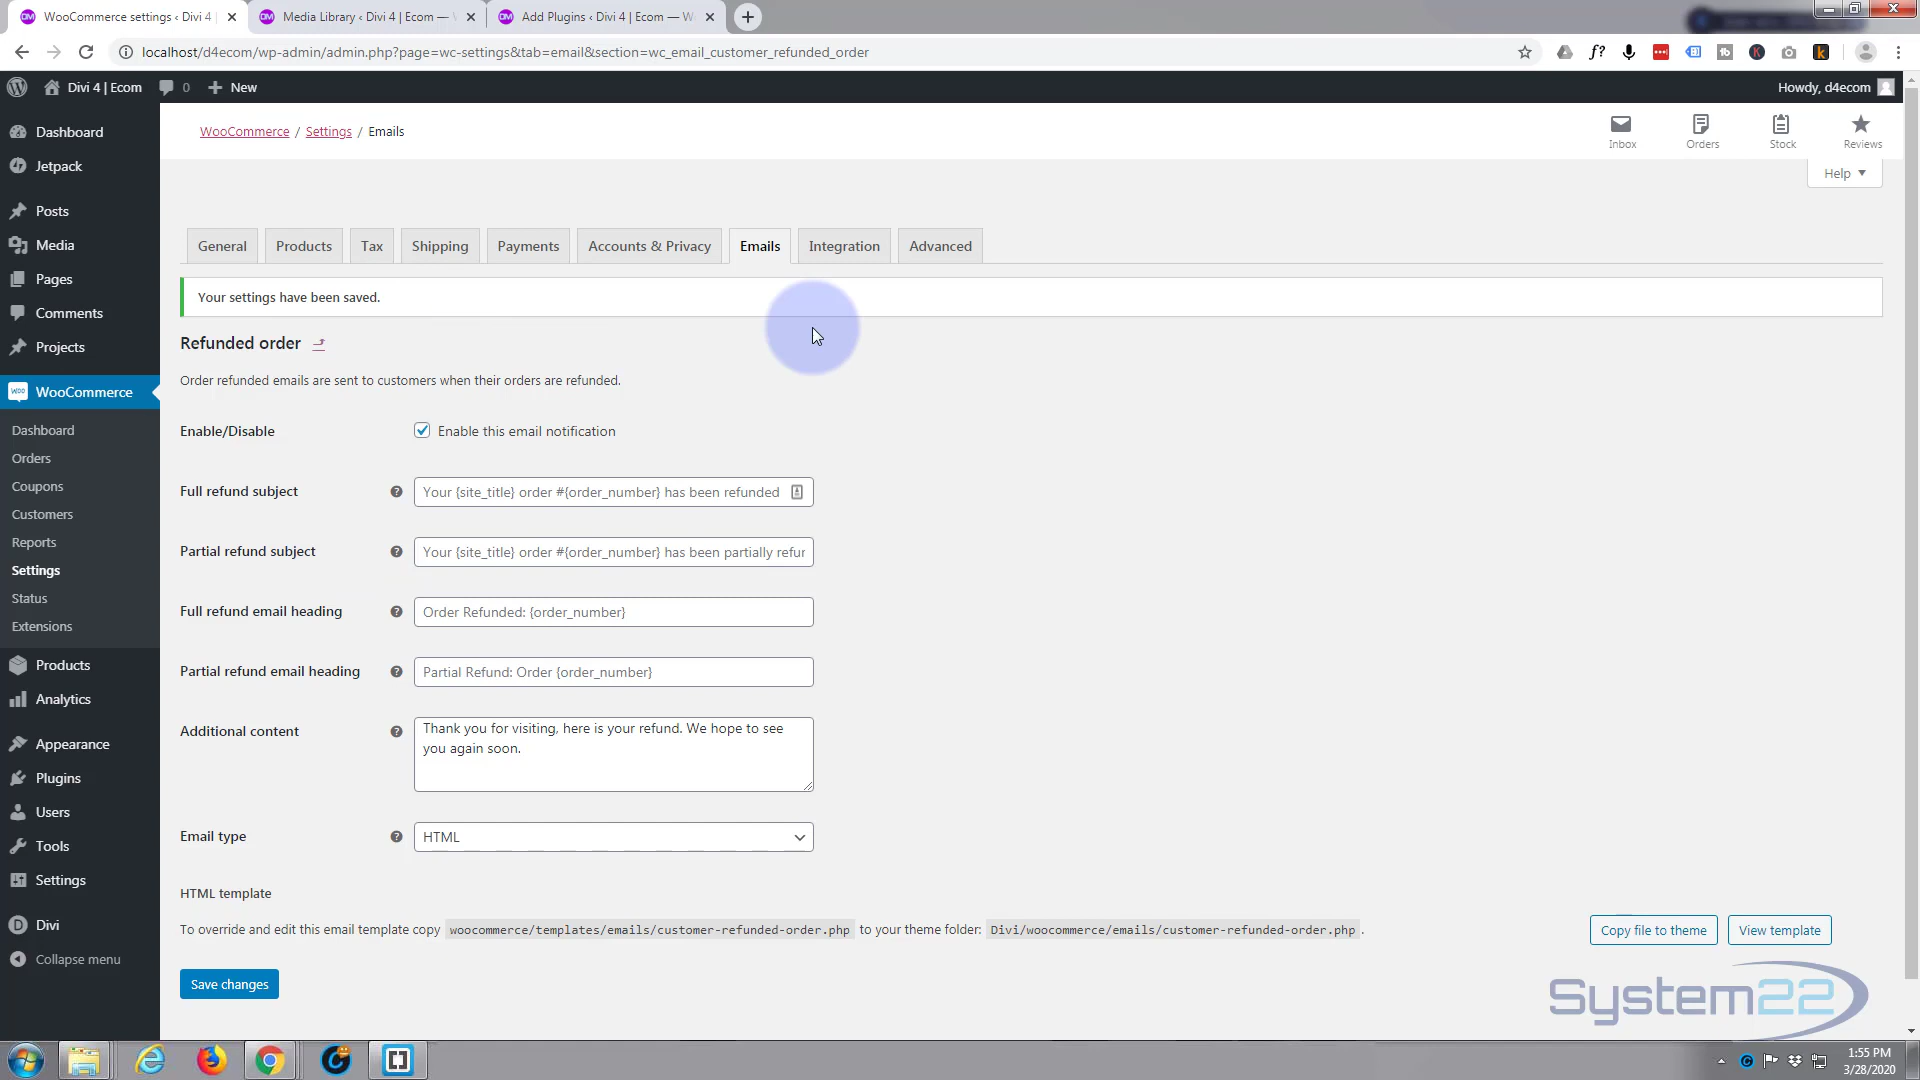 WooCommerce settings ‹ Divi 4 |
Media Library ‹ Divi 4 | Ecom — W
Add Plugins ‹ Divi 4 | Ecom — W
localhost/d4ecom/wp-admin/admin.php?page=wc-settings&tab=email&section=wc_email_customer_refunded_order
Divi 4 | Ecom
0
New
Howdy, d4ecom
Dashboard
Jetpack
Posts
Media
Pages
Comments
Projects
WooCommerce
Dashboard
Orders
Coupons
Customers
Reports
Settings
Status
Extensions
Products
Analytics
Appearance
Plugins
Users
Tools
Settings
Divi
Collapse menu
WooCommerce / Settings / Emails
Inbox
Orders
Stock
Reviews
Help
General
Products
Tax
Shipping
Payments
Accounts & Privacy
Emails
Integration
Advanced
Your settings have been saved.
Refunded order
Order refunded emails are sent to customers when their orders are refunded.
Enable/Disable
Enable this email notification
Full refund subject
Your {site_title} order #{order_number} has been refunded
Partial refund subject
Your {site_title} order #{order_number} has been partially refur
Full refund email heading
Order Refunded: {order_number}
Partial refund email heading
Partial Refund: Order {order_number}
Additional content
Thank you for visiting, here is your refund. We hope to see
you again soon.
Email type
HTML
HTML template
To override and edit this email template copy woocommerce/templates/emails/customer-refunded-order.php to your theme folder: Divi/woocommerce/emails/customer-refunded-order.php .
Copy file to theme
View template
Save changes
System22
1:55 PM
3/28/2020